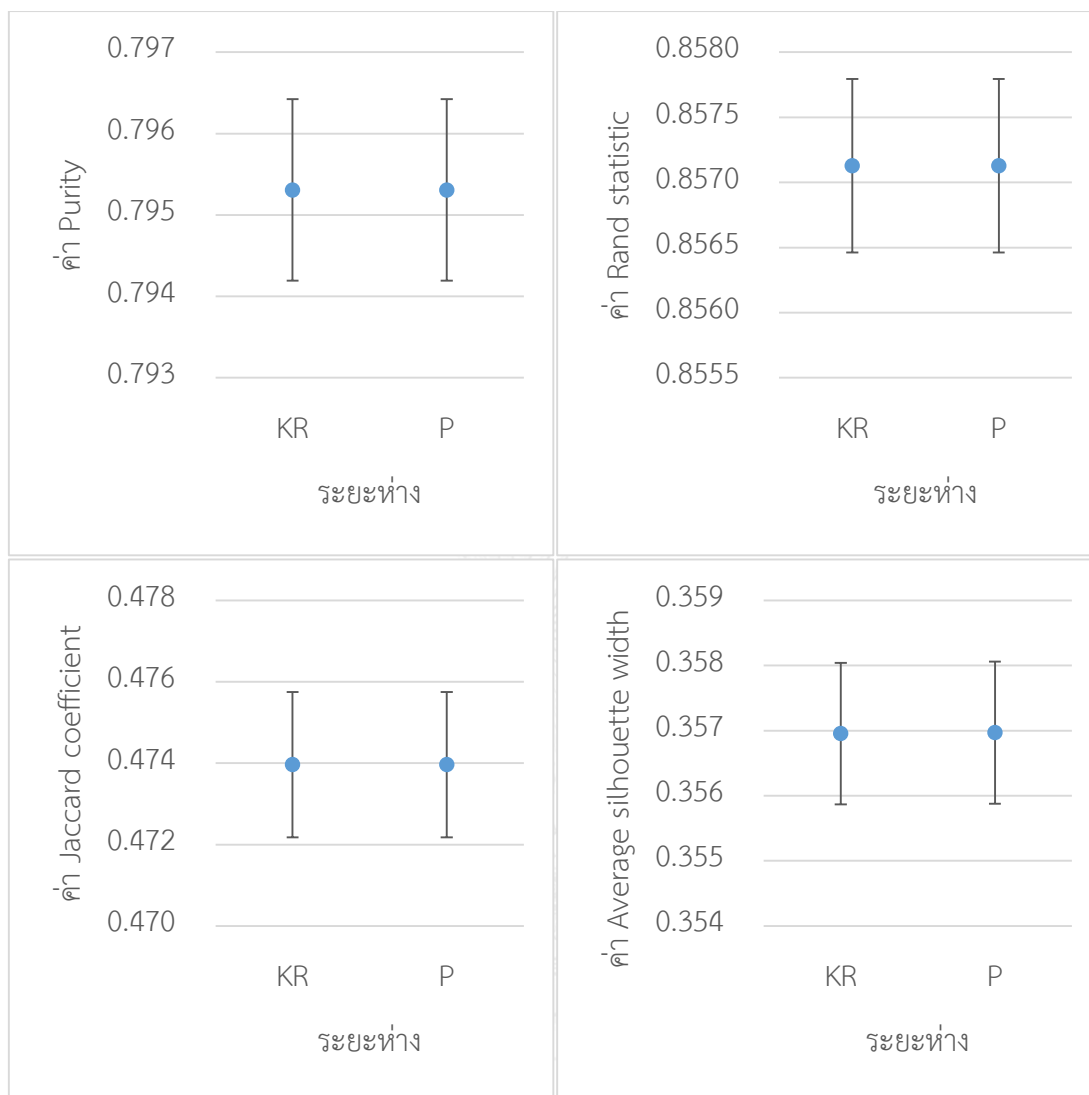 0.797
0.796
0.795
0.794
0.793
ค่า Purity
KR P
ระยะห่าง
0.8580
0.8575
0.8570
0.8565
0.8560
0.8555
ค่า Rand statistic
KR P
ระยะห่าง
0.478
0.476
0.474
0.472
0.470
ค่า Jaccard coefficient
KR P
ระยะห่าง
0.359
0.358
0.357
0.356
0.355
0.354
ค่า Average silhouette width
KR P
ระยะห่าง